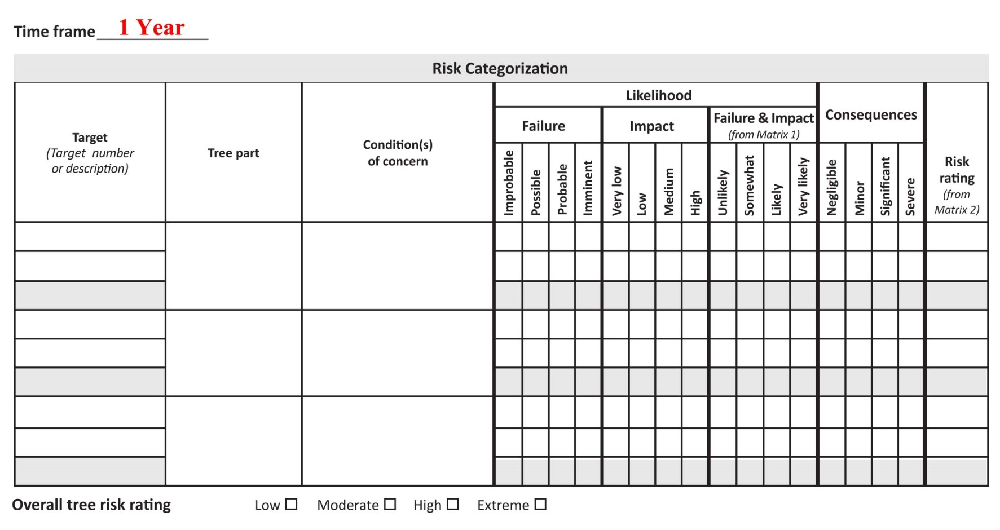 Time frame 1 Year
Risk Categorization
Target
(Target number
or description)
Tree part
Condition(s)
of concern
Likelihood
Failure
Impact
Failure & Impact
(from Matrix 1)
Improbable
Possible
Probable
Imminent
Very low
Low
Medium
High
Unlikely
Somewhat
Likely
Very likely
Consequences
Negligible
Minor
Significant
Severe
Risk
rating
(from
Matrix 2)
Overall tree risk rating Low □ Moderate □ High □ Extreme □